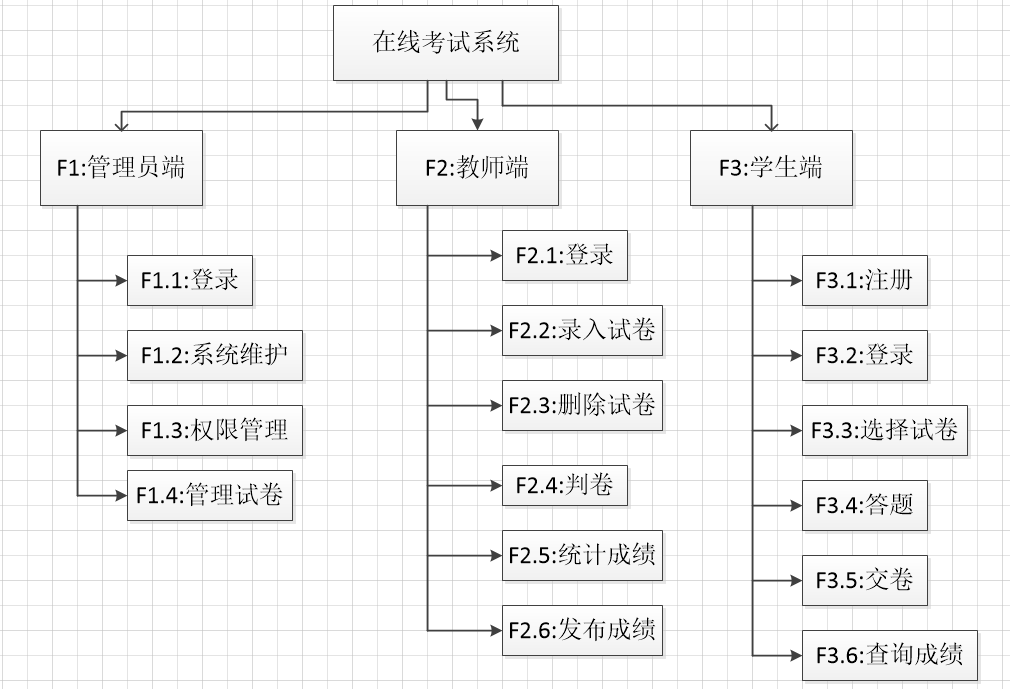 在线考试系统
F1:管理员端
F2:教师端
F3:学生端
F1.1:登录
F1.2:系统维护
F1.3:权限管理
F1.4:管理试卷
F2.1:登录
F2.2:录入试卷
F2.3:删除试卷
F2.4:判卷
F2.5:统计成绩
F2.6:发布成绩
F3.1:注册
F3.2:登录
F3.3:选择试卷
F3.4:答题
F3.5:交卷
F3.6:查询成绩